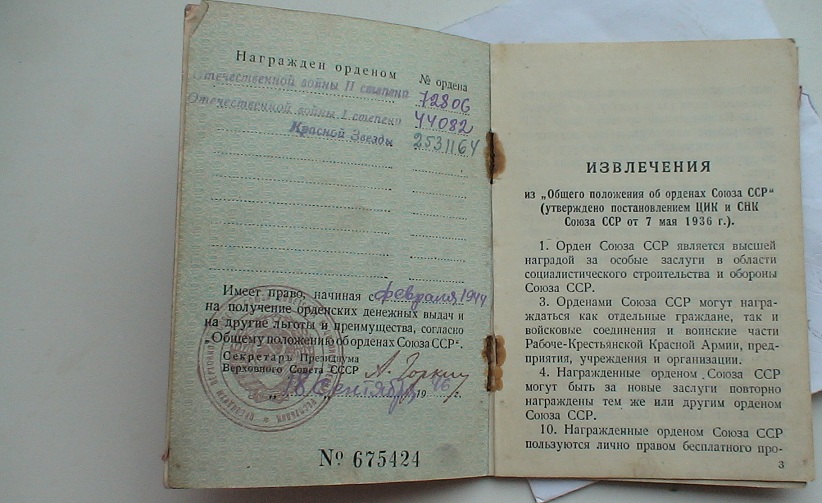 Награжден орденом № ордена
Отечественной войны II степени 72806
Отечественной войны I степени 44082
Красной Звезды 2531164
Имеет право, начиная с февраля 1944
на получение орденских денежных выдач и
на другие льготы и преимущества, согласно
„Общему положению об орденах Союза ССР“.
Секретарь Президиума
Верховного Совета СССР А. Горкин
„18 Сентября 1946 г.
№ 675424
ИЗВЛЕЧЕНИЯ
из „Общего положения об орденах Союза ССР“
(утверждено постановлением ЦИК и СНК
Союза ССР от 7 мая 1936 г.).
1. Орден Союза ССР является высшей
наградой за особые заслуги в области
социалистического строительства и обороны
Союза ССР.
3. Орденами Союза ССР могут награж-
даться как отдельные граждане, так и
войсковые соединения и воинские части
Рабоче-Крестьянской Красной Армии, пред-
приятия, учреждения и организации.
4. Награжденные орденом Союза ССР
могут быть за новые заслуги повторно
награждены тем же или другим орденом
Союза ССР.
10. Награжденные орденом Союза ССР
пользуются лично правом бесплатного про-
3